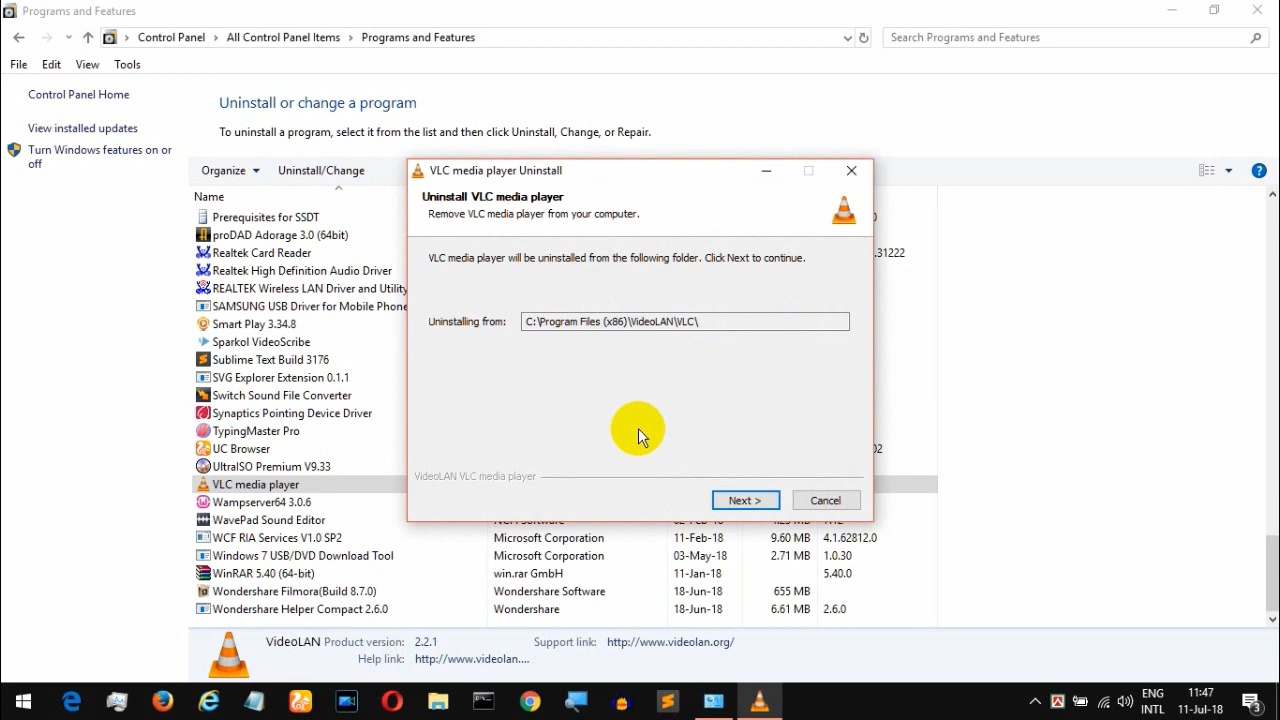 Programs and Features
Control Panel > All Control Panel Items > Programs and Features
Search Programs and Features
File Edit View Tools
Control Panel Home
View installed updates
Turn Windows features on or
off
Uninstall or change a program
To uninstall a program, select it from the list and then click Uninstall, Change, or Repair.
Organize Uninstall/Change
Name
Prerequisites for SSDT
proDAD Adorage 3.0 (64bit)
Realtek Card Reader .31222
Realtek High Definition Audio Driver
REALTEK Wireless LAN Driver and Utility
SAMSUNG USB Driver for Mobile Phone
Smart Play 3.34.8
Sparkol VideoScribe
Sublime Text Build 3176
SVG Explorer Extension 0.1.1
Switch Sound File Converter
Synaptics Pointing Device Driver
TypingMaster Pro
UC Browser 02
UltraISO Premium V9.33
VLC media player
Wampserver64 3.0.6
WavePad Sound Editor
WCF RIA Services V1.0 SP2 Microsoft Corporation 11-Feb-18 9.60 MB 4.1.62812.0
Windows 7 USB/DVD Download Tool Microsoft Corporation 03-May-18 2.71 MB 1.0.30
WinRAR 5.40 (64-bit) win.rar GmbH 11-Jan-18 5.40.0
Wondershare Filmora(Build 8.7.0) Wondershare Software 18-Jun-18 655 MB
Wondershare Helper Compact 2.6.0 Wondershare 18-Jun-18 6.61 MB 2.6.0
VLC media player Uninstall
Uninstall VLC media player
Remove VLC media player from your computer.
VLC media player will be uninstalled from the following folder. Click Next to continue.
Uninstalling from: C:\Program Files (x86)\VideoLAN\VLC\
VideoLAN VLC media player
Next > Cancel
VideoLAN Product version: 2.2.1 Support link: http://www.videolan.org/
Help link: http://www.videolan....
ENG 11:47
INTL 11-Jul-18 3